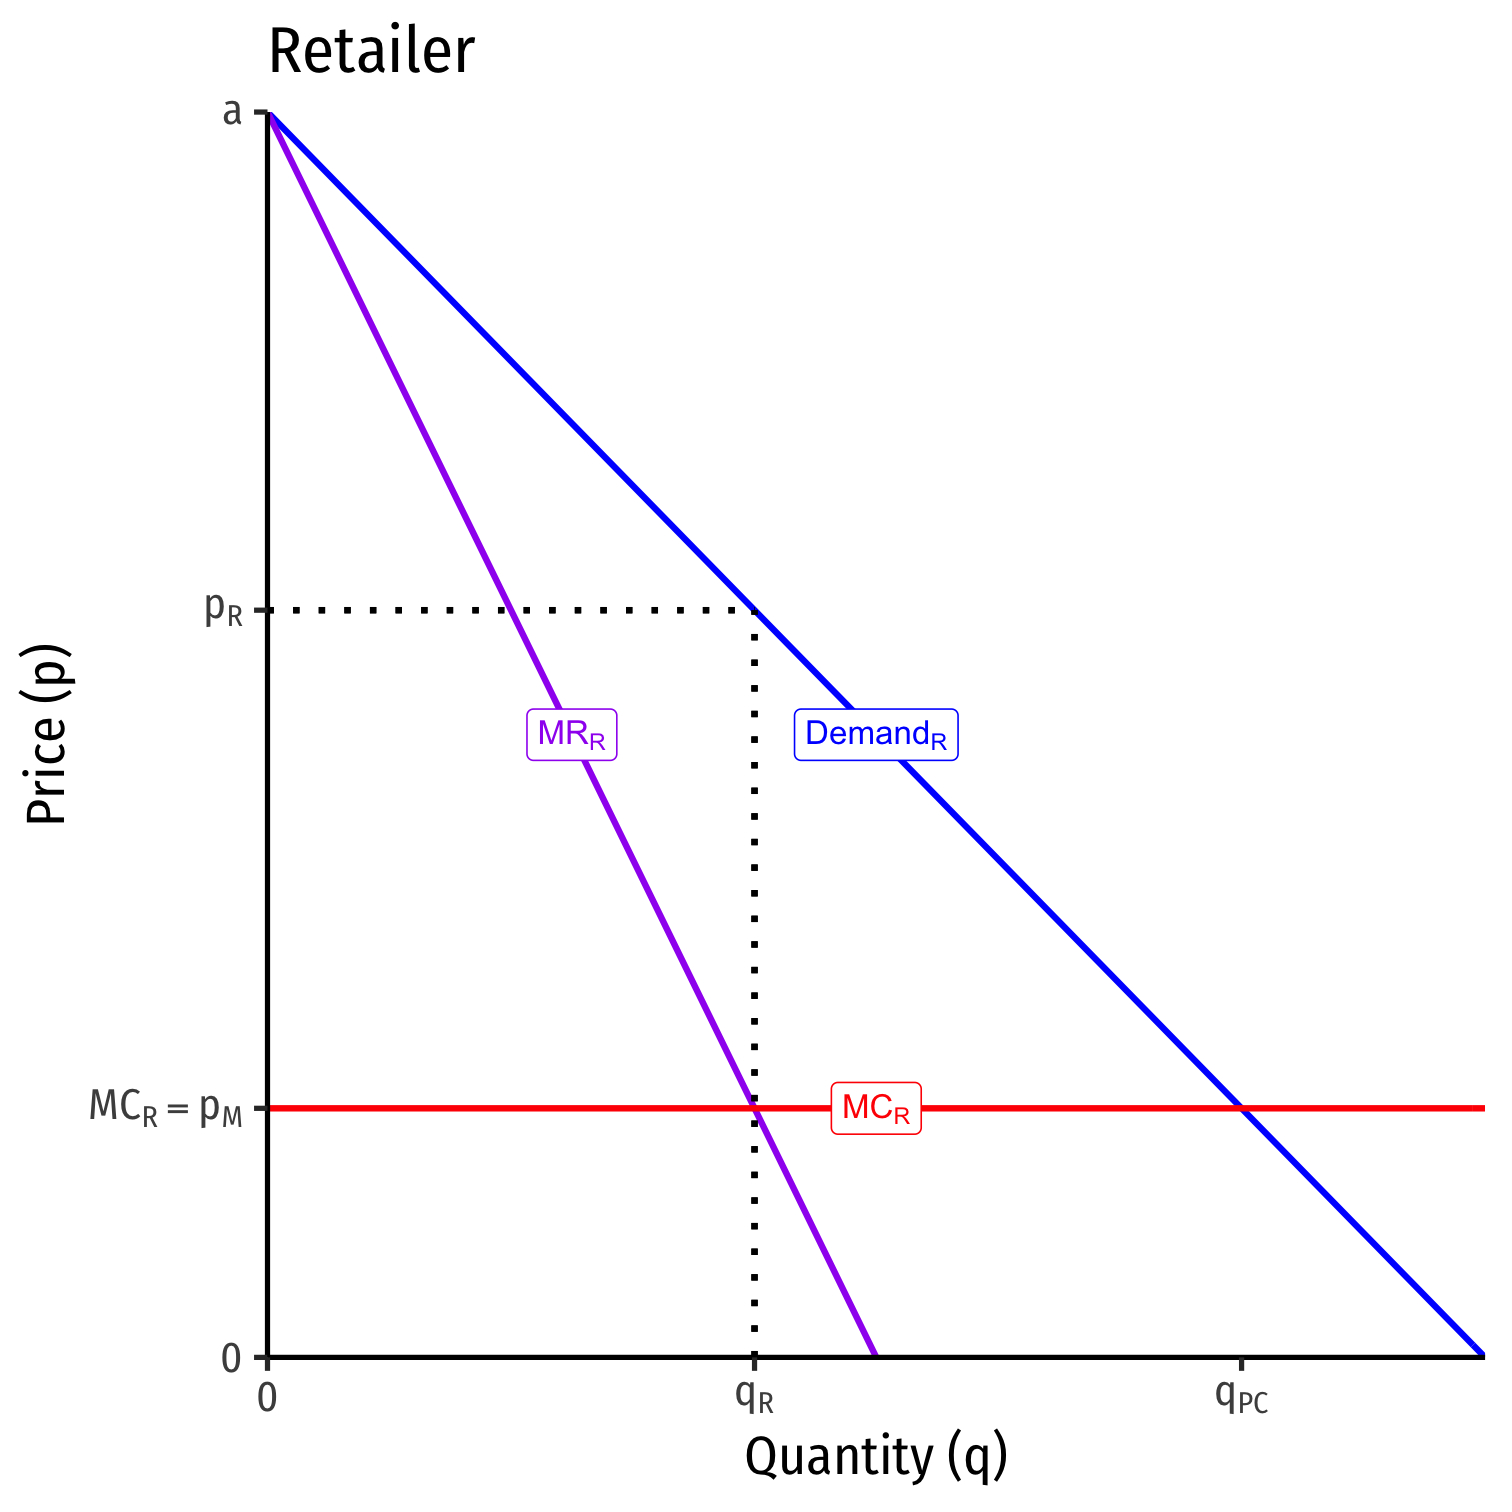 Retailer
a
p_R
Price (p)
MR_R
Demand_R
MC_R = p_M
MC_R
0
0
q_R
q_PC
Quantity (q)